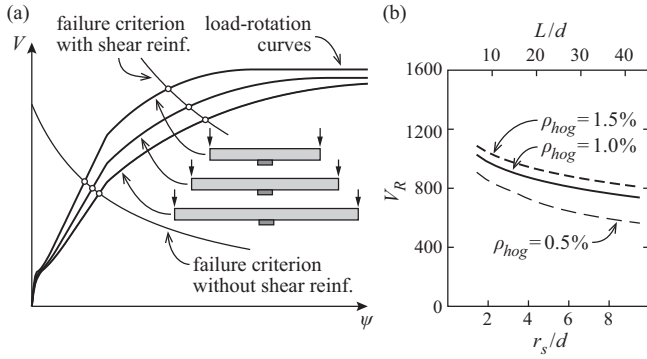 (a)
V
failure criterion
with shear reinf.
load-rotation
curves
failure criterion
without shear reinf.
ψ
(b)
L/d
10 20 30 40
1600
1200
800
400
0
V_R
ρ_hog = 1.5%
ρ_hog = 1.0%
ρ_hog = 0.5%
2 4 6 8
r_s/d